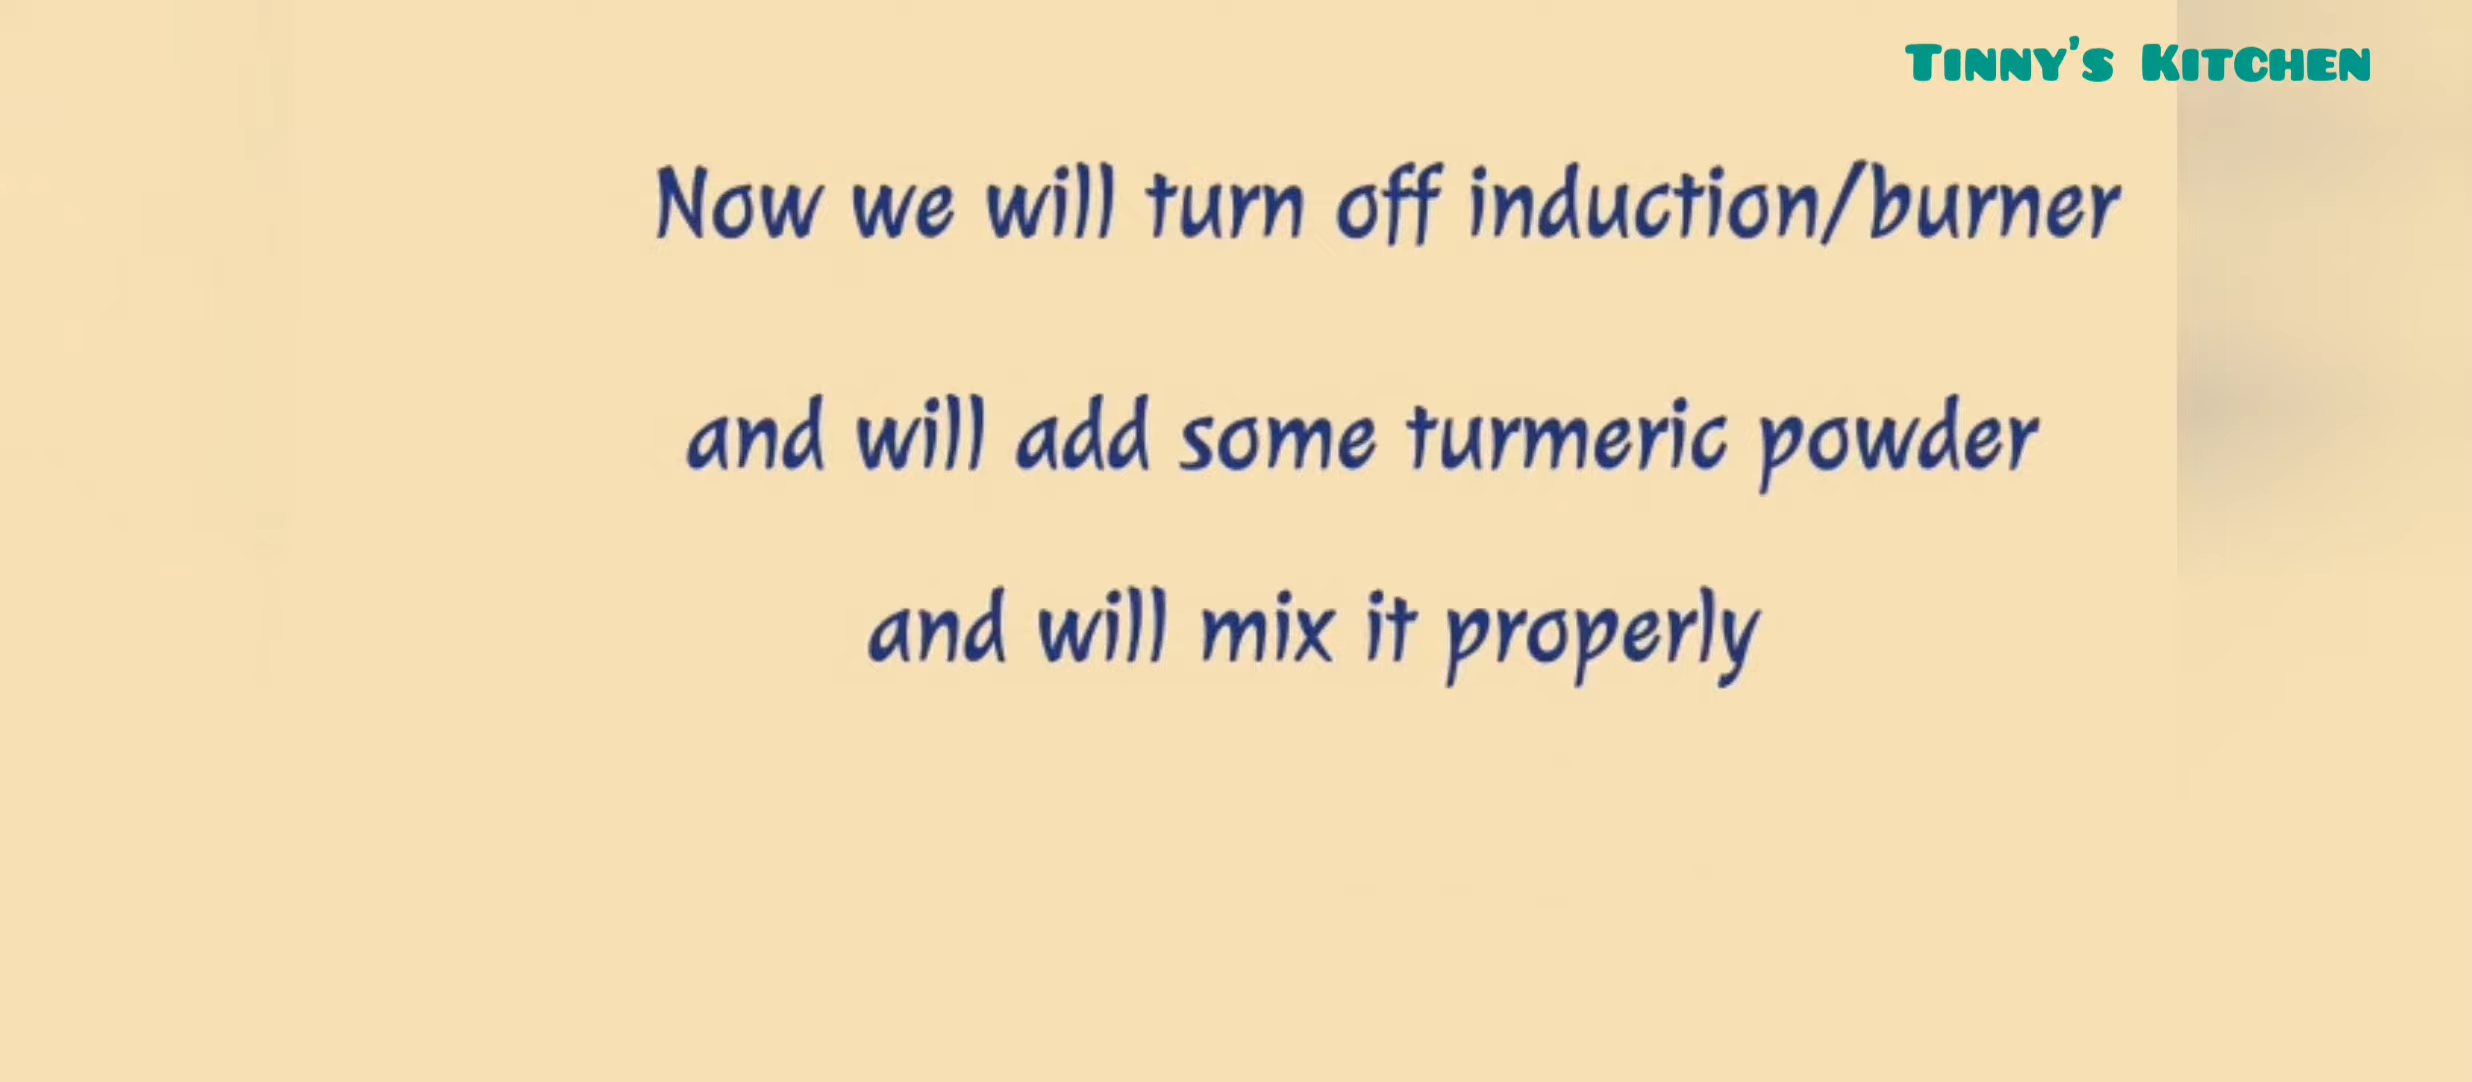 Tinny's Kitchen
Now we will turn off induction/burner
and will add some turmeric powder
and will mix it properly